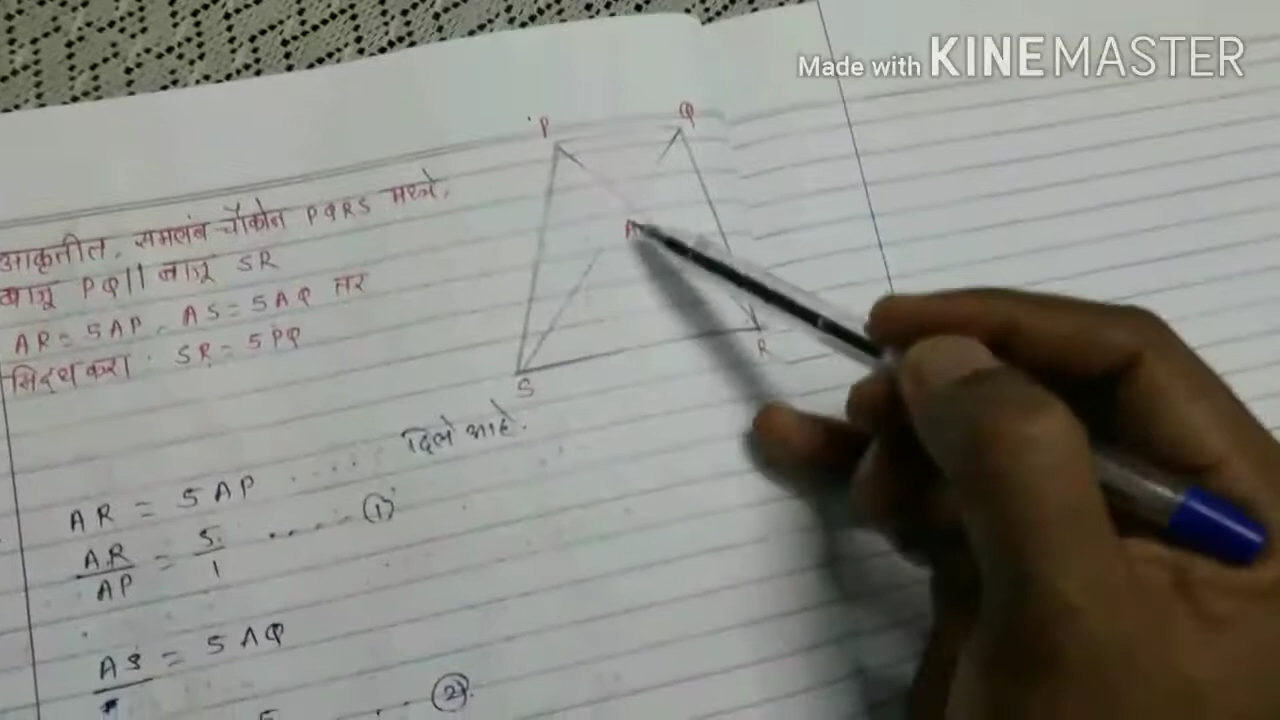 Made with KINEMASTER
P
Q
A
S
R
आकृतीत, समलंब चौकोन PQRS मध्ये,
बाजू PQ || बाजू SR
AR = 5AP, AS = 5AQ तर
सिद्ध करा. SR = 5PQ
AR = 5AP .... दिले आहे.
AR/AP = 5/1 ..... (1)
AS = 5AQ
5 .... (2).